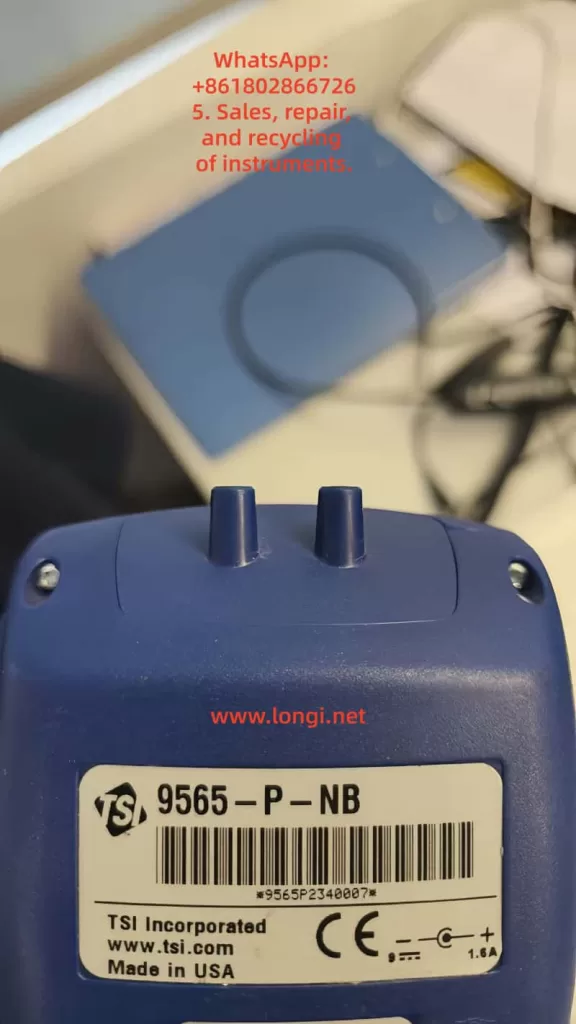 WhatsApp:
+861802866726
5. Sales, repair,
and recycling
of instruments.
www.longi.net
TSI 9565-P-NB
*9565P2340007*
TSI Incorporated
www.tsi.com
Made in USA
CE
9 - + 1.6A